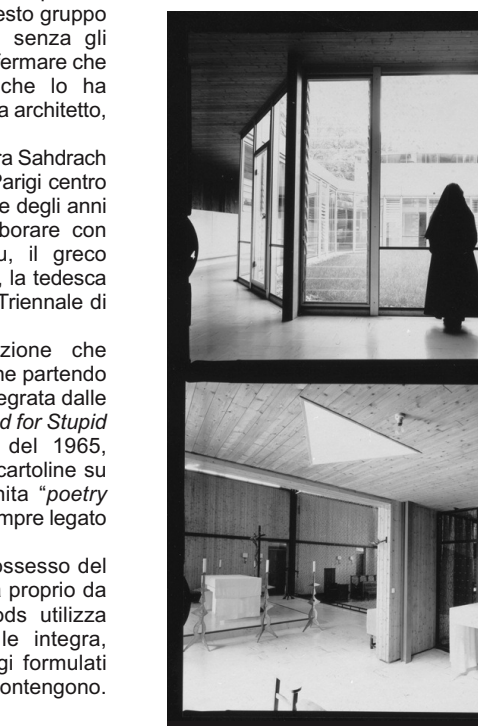 esto gruppo
senza gli
fermare che
che lo ha
a architetto,
ra Sahdrach
Parigi centro
e degli anni
borare con
u, il greco
, la tedesca
Triennale di
zione che
ne partendo
egrata dalle
d for Stupid
del 1965,
cartoline su
nita “poetry
mpre legato
ossesso del
a proprio da
ods utilizza
le integra,
gi formulati
ontengono.